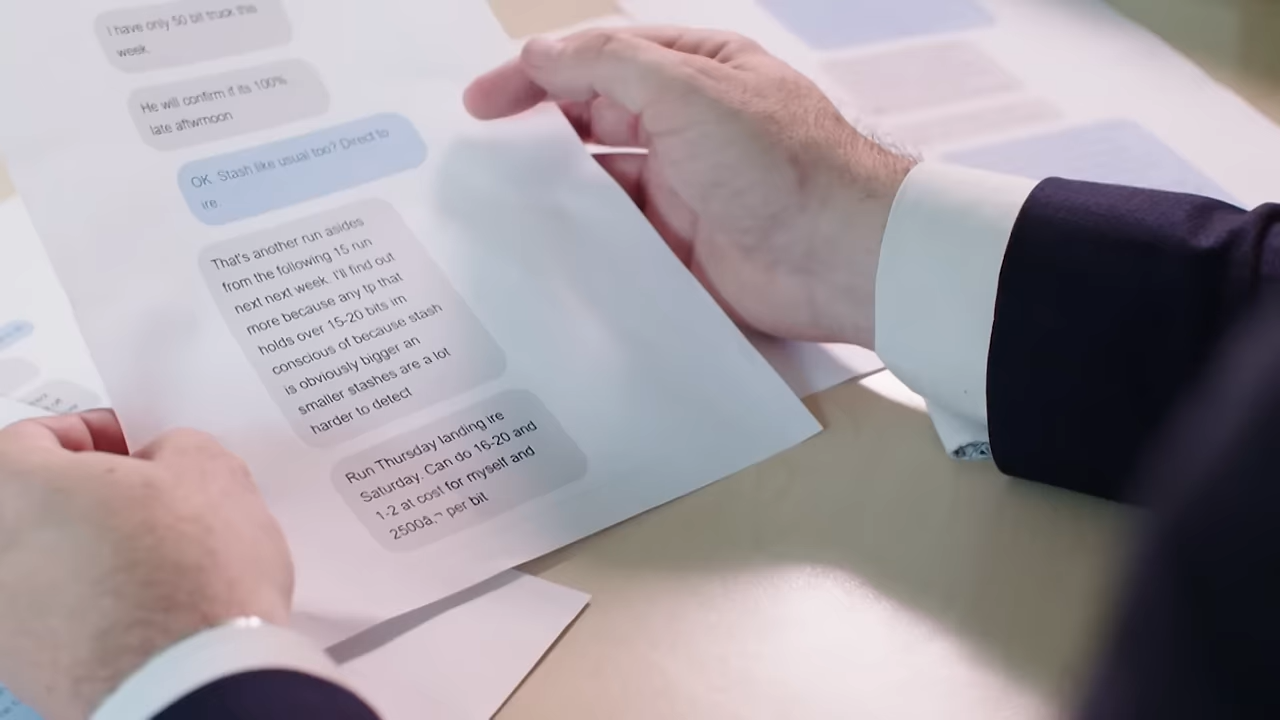 I have only 50 bit truck this
week.
He will confirm if its 100%
late aftwrnoon
OK. Stash like usual too? Direct to
ire
That's another run asides
from the following 15 run
next next week. I'll find out
more because any tp that
holds over 15-20 bits im
conscious of because stash
is obviously bigger an
smaller stashes are a lot
harder to detect
Run Thursday landing ire
Saturday. Can do 16-20 and
1-2 at cost for myself and
2500â‚¬ per bit